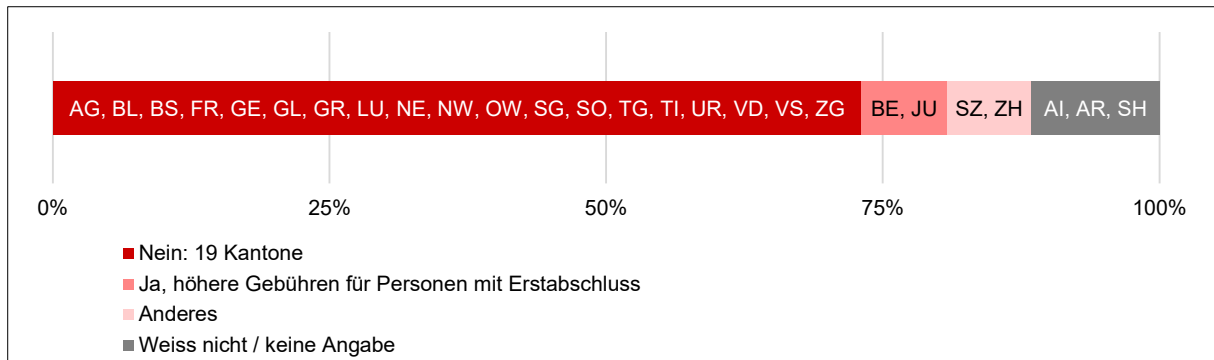 AG, BL, BS, FR, GE, GL, GR, LU, NE, NW, OW, SG, SO, TG, TI, UR, VD, VS, ZG BE, JU SZ, ZH AI, AR, SH
0% 25% 50% 75% 100%
Nein: 19 Kantone
Ja, höhere Gebühren für Personen mit Erstabschluss
Anderes
Weiss nicht / keine Angabe